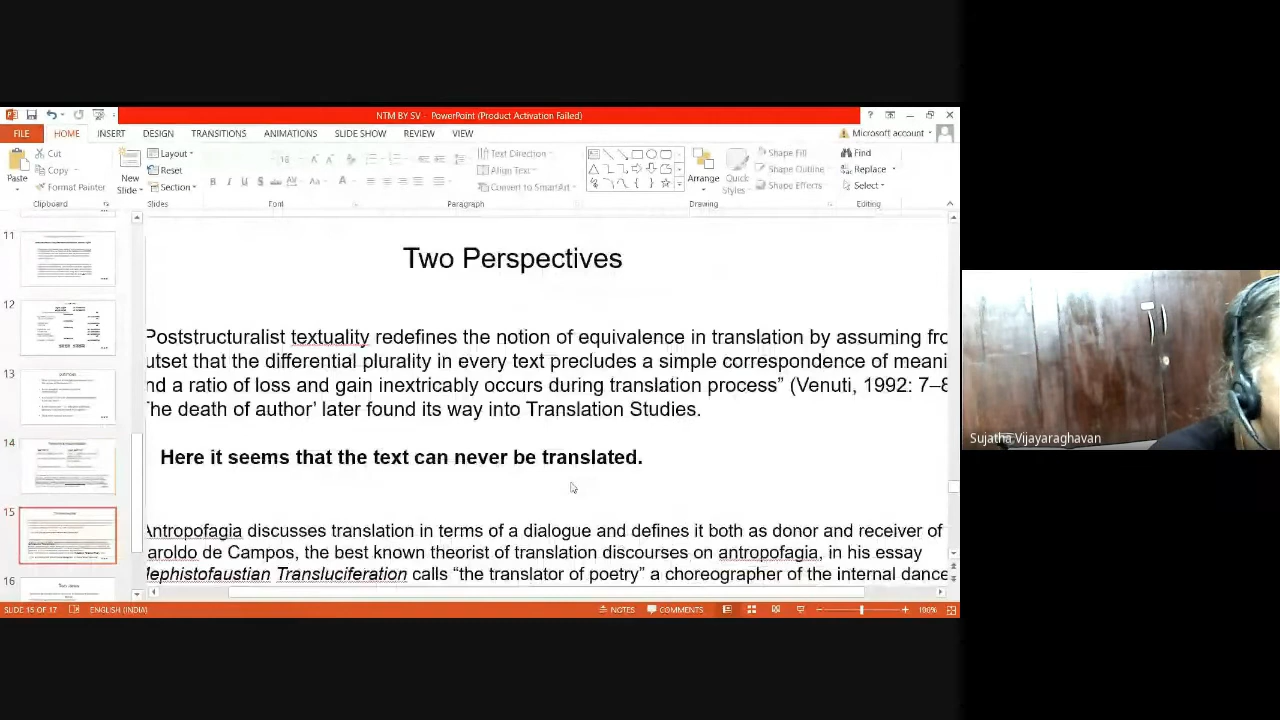 NTM BY SV - PowerPoint (Product Activation Failed)
FILE HOME INSERT DESIGN TRANSITIONS ANIMATIONS SLIDE SHOW REVIEW VIEW Microsoft account
Cut Layout Text Direction Shape Fill Find
Copy Reset Align Text Shape Outline Replace
Paste Format Painter New Slide Section Convert to SmartArt Arrange Quick Styles Shape Effects Select
Clipboard Slides Font Paragraph Drawing Editing
11
12
13
14
15
16
Two Perspectives
Poststructuralist textuality redefines the notion of equivalence in translation by assuming fro
utset that the differential plurality in every text precludes a simple correspondence of meani
nd a ratio of loss and gain inextricably occurs during translation process” (Venuti, 1992: 7–8
The death of author later found its way into Translation Studies.
Here it seems that the text can never be translated.
Antropofagia discusses translation in terms of a dialogue and defines it both as donor and receiver of
aroldo de Campos, the best known theorist of translation discourses on
in his essay
Mephistofaustian Transluciferation calls “the translator of poetry” a choreographer of the internal dance
Sujatha Vijayaraghavan
SLIDE 15 OF 17 ENGLISH (INDIA) NOTES COMMENTS 190%